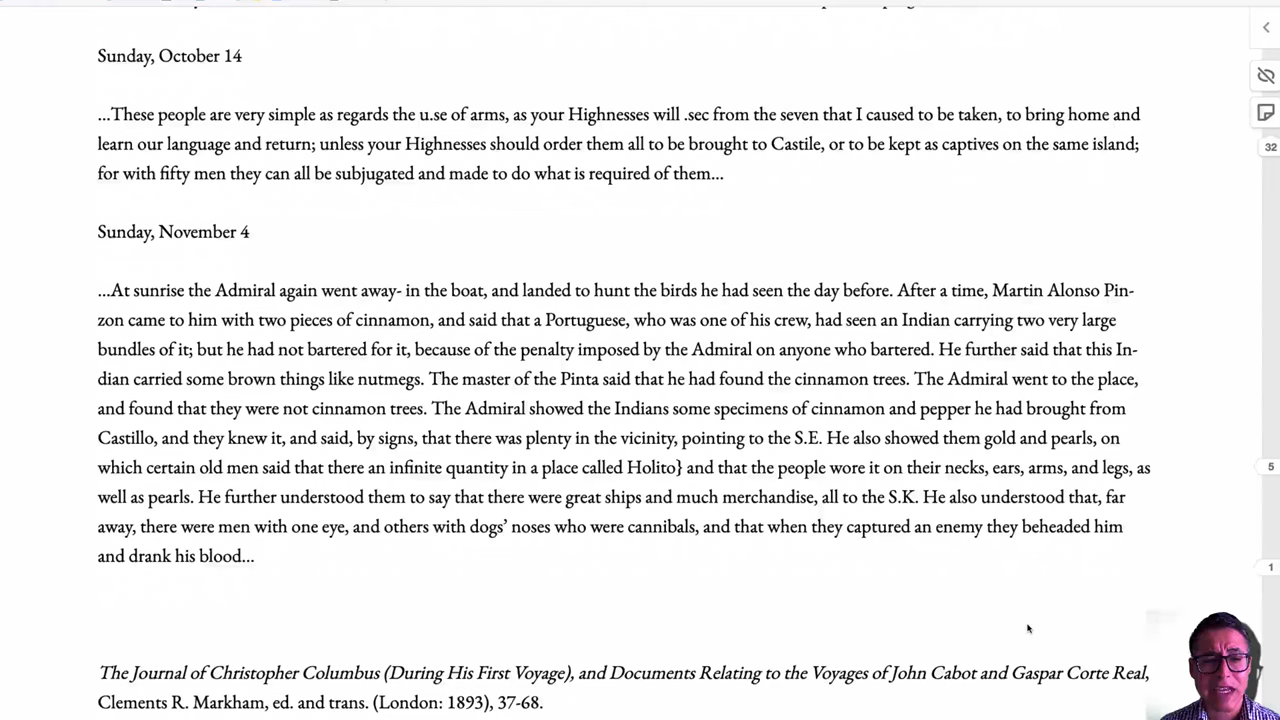 Sunday, October 14
...These people are very simple as regards the u.se of arms, as your Highnesses will .sec from the seven that I caused to be taken, to bring home and
learn our language and return; unless your Highnesses should order them all to be brought to Castile, or to be kept as captives on the same island;
for with fifty men they can all be subjugated and made to do what is required of them...
Sunday, November 4
...At sunrise the Admiral again went away- in the boat, and landed to hunt the birds he had seen the day before. After a time, Martin Alonso Pin-
zon came to him with two pieces of cinnamon, and said that a Portuguese, who was one of his crew, had seen an Indian carrying two very large
bundles of it; but he had not bartered for it, because of the penalty imposed by the Admiral on anyone who bartered. He further said that this In-
dian carried some brown things like nutmegs. The master of the Pinta said that he had found the cinnamon trees. The Admiral went to the place,
and found that they were not cinnamon trees. The Admiral showed the Indians some specimens of cinnamon and pepper he had brought from
Castillo, and they knew it, and said, by signs, that there was plenty in the vicinity, pointing to the S.E. He also showed them gold and pearls, on
which certain old men said that there an infinite quantity in a place called Holito} and that the people wore it on their necks, ears, arms, and legs, as
well as pearls. He further understood them to say that there were great ships and much merchandise, all to the S.K. He also understood that, far
away, there were men with one eye, and others with dogs' noses who were cannibals, and that when they captured an enemy they beheaded him
and drank his blood...
The Journal of Christopher Columbus (During His First Voyage), and Documents Relating to the Voyages of John Cabot and Gaspar Corte Real,
Clements R. Markham, ed. and trans. (London: 1893), 37-68.
32
5
1